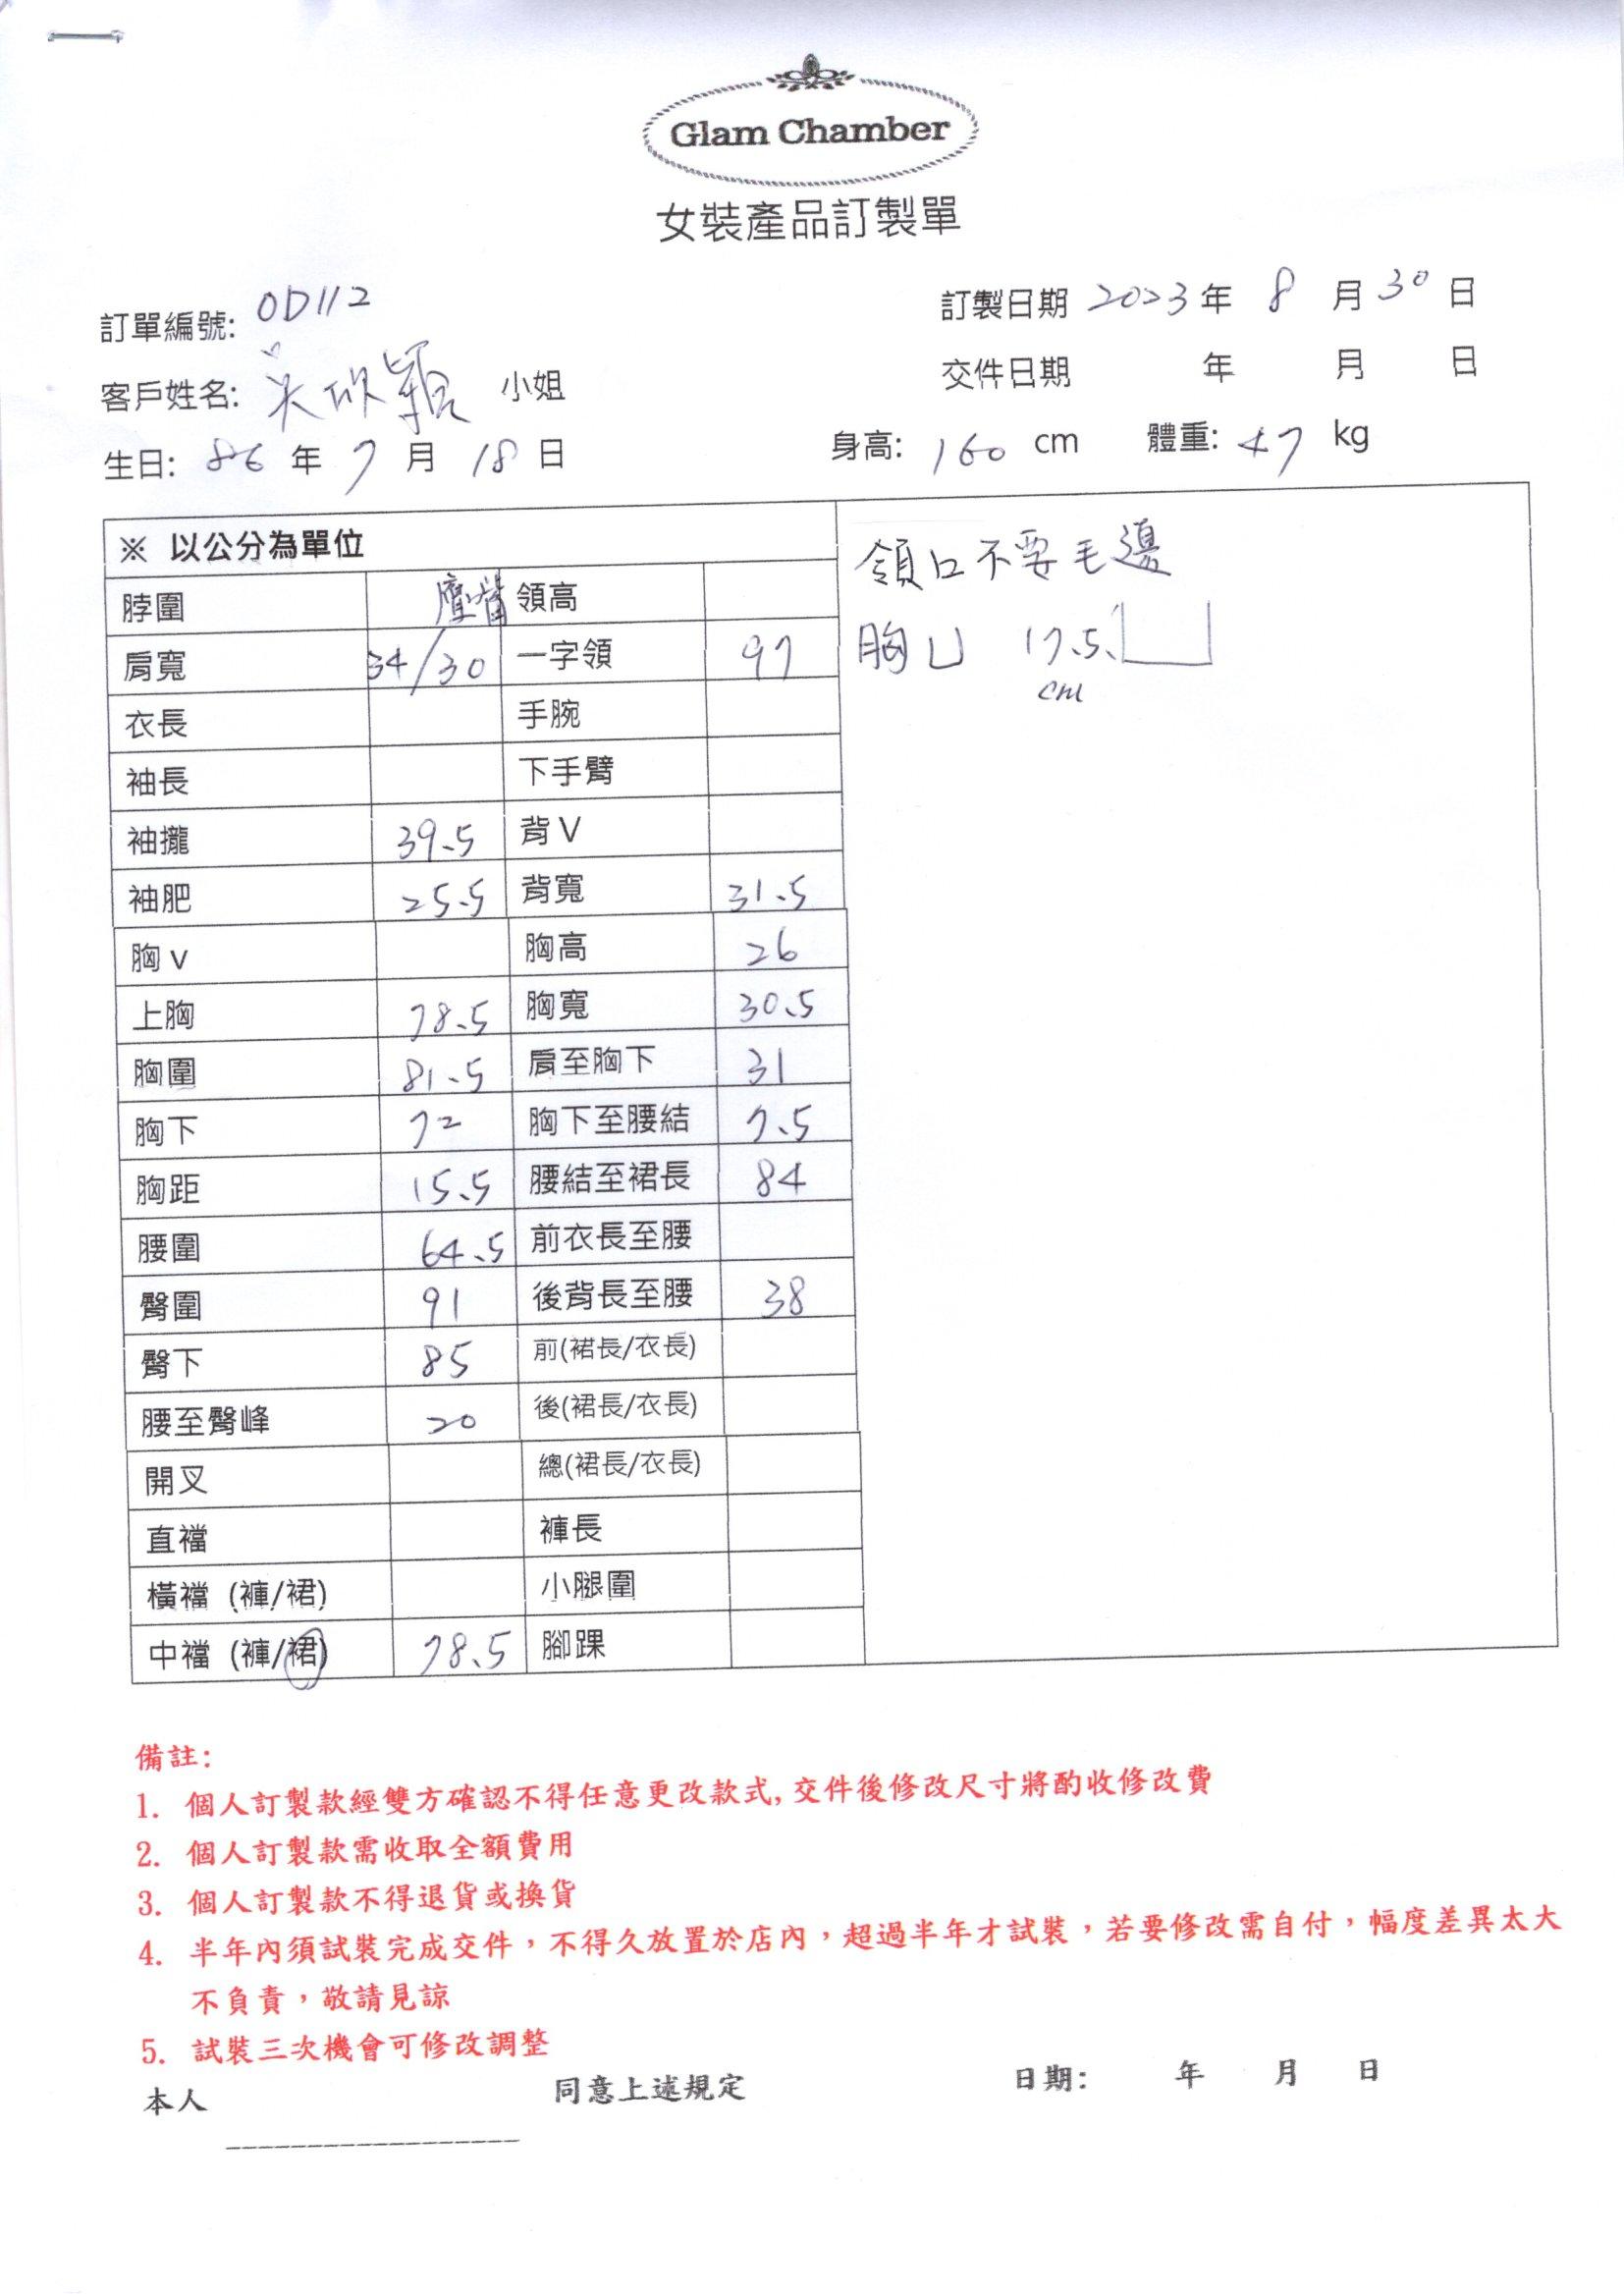 Glam Chamber
女裝產品訂製單
訂單編號: OD112
訂製日期 2023年 8 月 30 日
客戶姓名: 吴欣穎 小姐
交件日期 年 月 日
生日: 86 年 7 月 18 日
身高: 160 cm 體重: 47 kg
※ 以公分為單位
領口不要毛邊
胸凵 17.5
cm
脖圍 領高
肩寬 34/30 一字領 97
衣長 手腕
袖長 下手臂
袖攏 39.5 背V
袖肥 25.5 背寬 31.5
胸v 胸高 26
上胸 78.5 胸寬 30.5
胸圍 81.5 肩至胸下 31
胸下 72 胸下至腰結 7.5
胸距 15.5 腰結至裙長 84
腰圍 64.5 前衣長至腰
臀圍 91 後背長至腰 38
臀下 85 前(裙長/衣長)
腰至臀峰 20 後(裙長/衣長)
開叉 總(裙長/衣長)
直襠 褲長
橫襠 (褲/裙) 小腿圍
中襠 (褲/裙) 78.5 腳踝
備註:
1. 個人訂製款經雙方確認不得任意更改款式, 交件後修改尺寸將酌收修改費
2. 個人訂製款需收取全額費用
3. 個人訂製款不得退貨或換貨
4. 半年內須試裝完成交件，不得久放置於店內，超過半年才試裝，若要修改需自付，幅度差異太大
不負責，敬請見諒
5. 試裝三次機會可修改調整
本人 同意上述規定 日期: 年 月 日